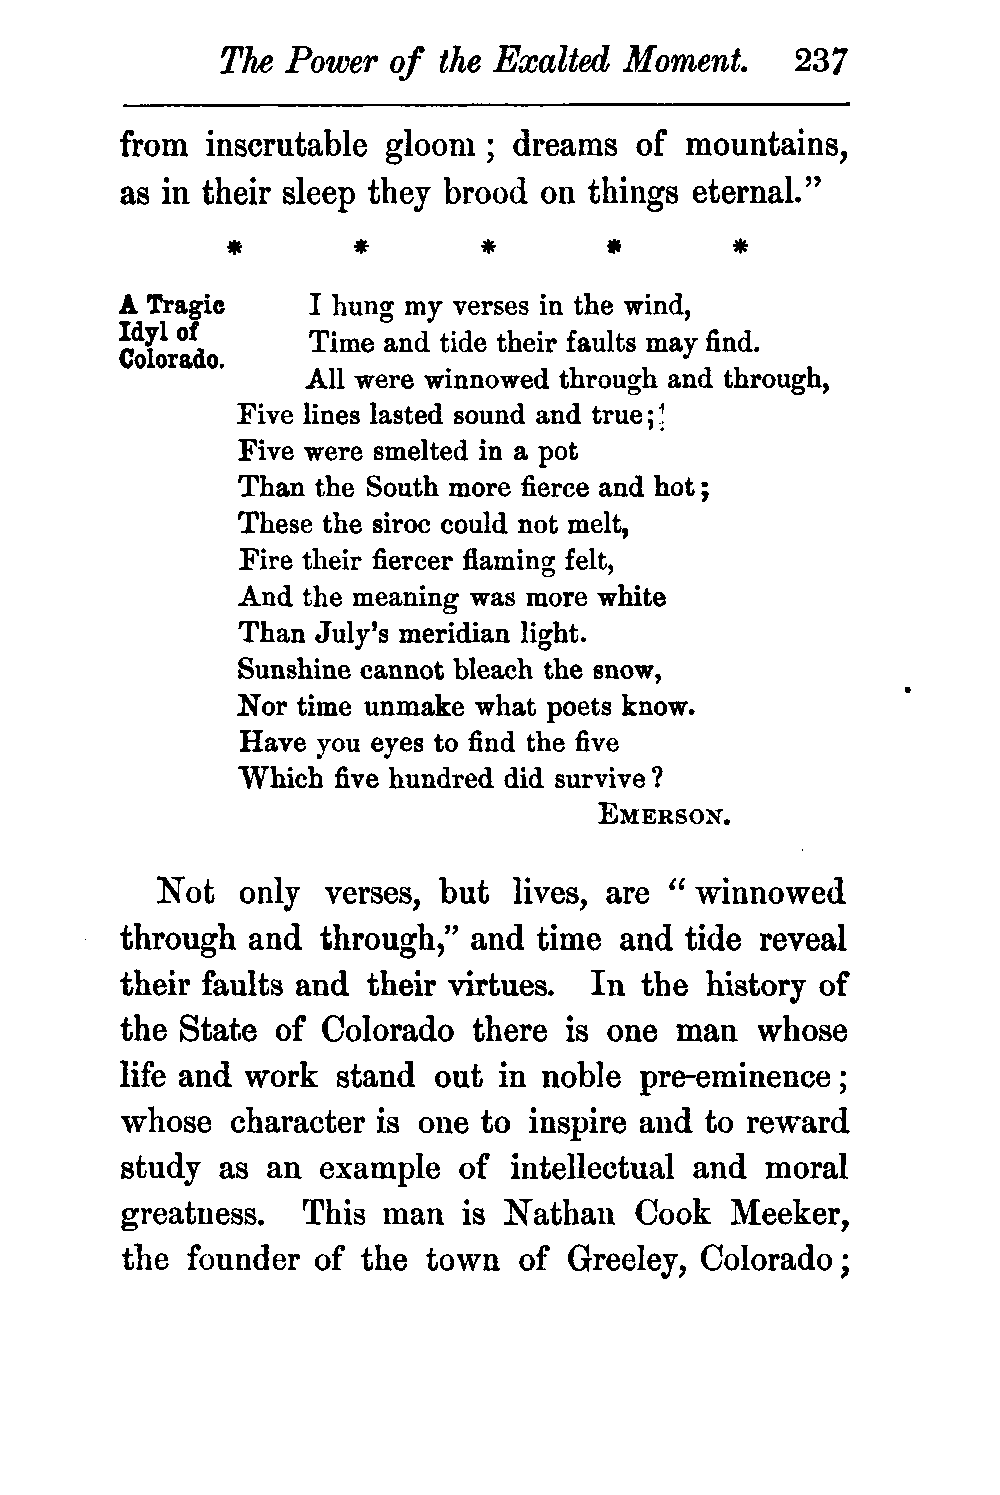 The Power of the Exalted Moment. 237
from inscrutable gloom ; dreams of mountains,
as in their sleep they brood on things eternal."
* * * * *
A Tragic
Idyl of
Colorado.
I hung my verses in the wind,
Time and tide their faults may find.
All were winnowed through and through,
Five lines lasted sound and true;
Five were smelted in a pot
Than the South more fierce and hot;
These the siroc could not melt,
Fire their fiercer flaming felt,
And the meaning was more white
Than July's meridian light.
Sunshine cannot bleach the snow,
Nor time unmake what poets know.
Have you eyes to find the five
Which five hundred did survive?
EMERSON.
Not only verses, but lives, are " winnowed
through and through," and time and tide reveal
their faults and their virtues. In the history of
the State of Colorado there is one man whose
life and work stand out in noble pre-eminence ;
whose character is one to inspire and to reward
study as an example of intellectual and moral
greatness. This man is Nathan Cook Meeker,
the founder of the town of Greeley, Colorado ;